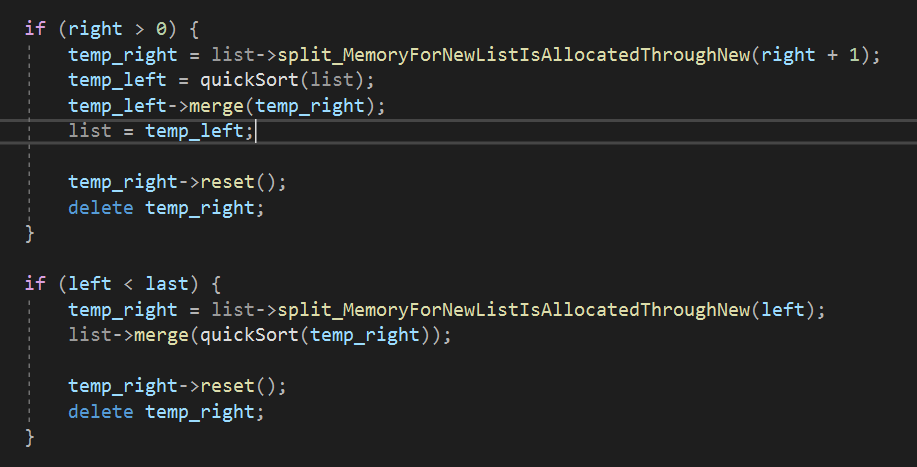 if (right > 0) {
temp_right = list->split_MemoryForNewListIsAllocatedThroughNew(right + 1);
temp_left = quickSort(list);
temp_left->merge(temp_right);
list = temp_left;
temp_right->reset();
delete temp_right;
}
if (left < last) {
temp_right = list->split_MemoryForNewListIsAllocatedThroughNew(left);
list->merge(quickSort(temp_right));
temp_right->reset();
delete temp_right;
}